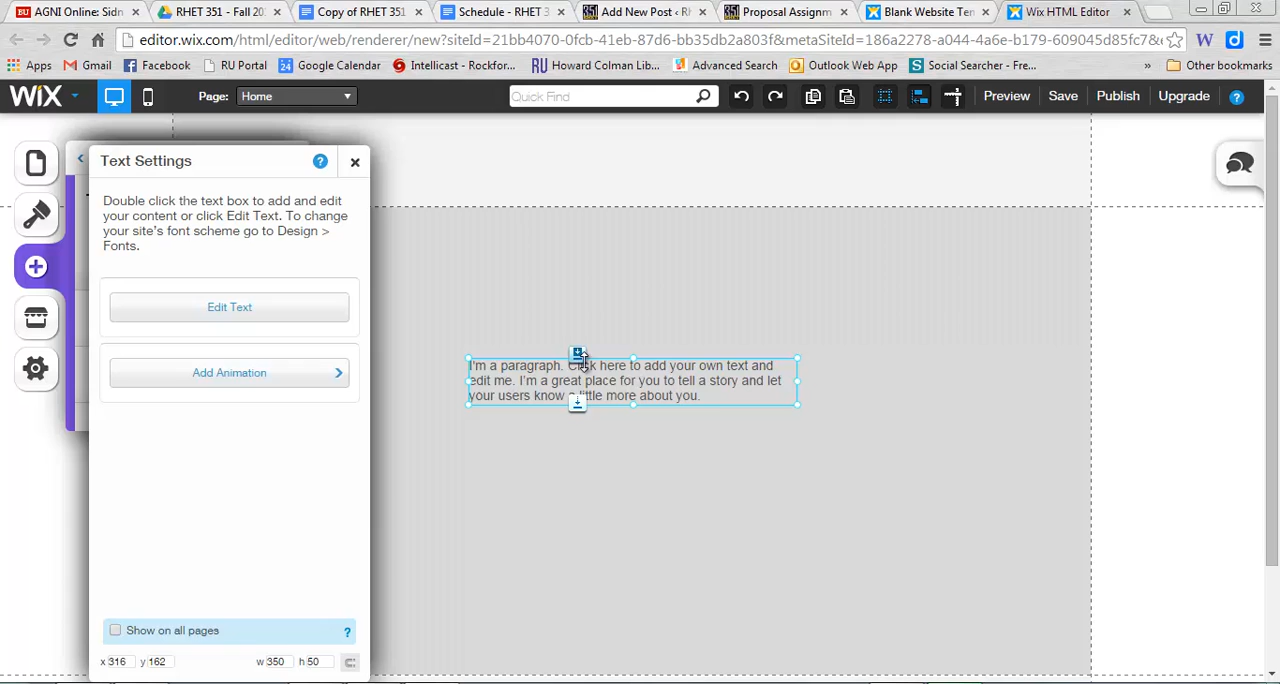 AGNI Online: Sidn
RHET 351 - Fall 20
Copy of RHET 351
Schedule - RHET 3
Add New Post ‹ R
Proposal Assignm
Blank Website Ten
Wix HTML Editor
editor.wix.com/html/editor/web/renderer/new?siteId=21bb4070-0fcb-41eb-87d6-bb35db2a803f&metaSiteId=186a2278-a044-4a6e-b179-609045d85fc7&e
Apps
Gmail
Facebook
RU Portal
Google Calendar
Intellicast - Rockfor...
Howard Colman Lib...
Advanced Search
Outlook Web App
Social Searcher - Fre...
»
Other bookmarks
WiX
Page:
Home
Quick Find
Preview
Save
Publish
Upgrade
Text Settings
Double click the text box to add and edit
your content or click Edit Text. To change
your site's font scheme go to Design >
Fonts.
Edit Text
Add Animation
I'm a paragraph. Click here to add your own text and
edit me. I'm a great place for you to tell a story and let
your users know a little more about you.
Show on all pages
?
x 316 y 162 w 350 h 50